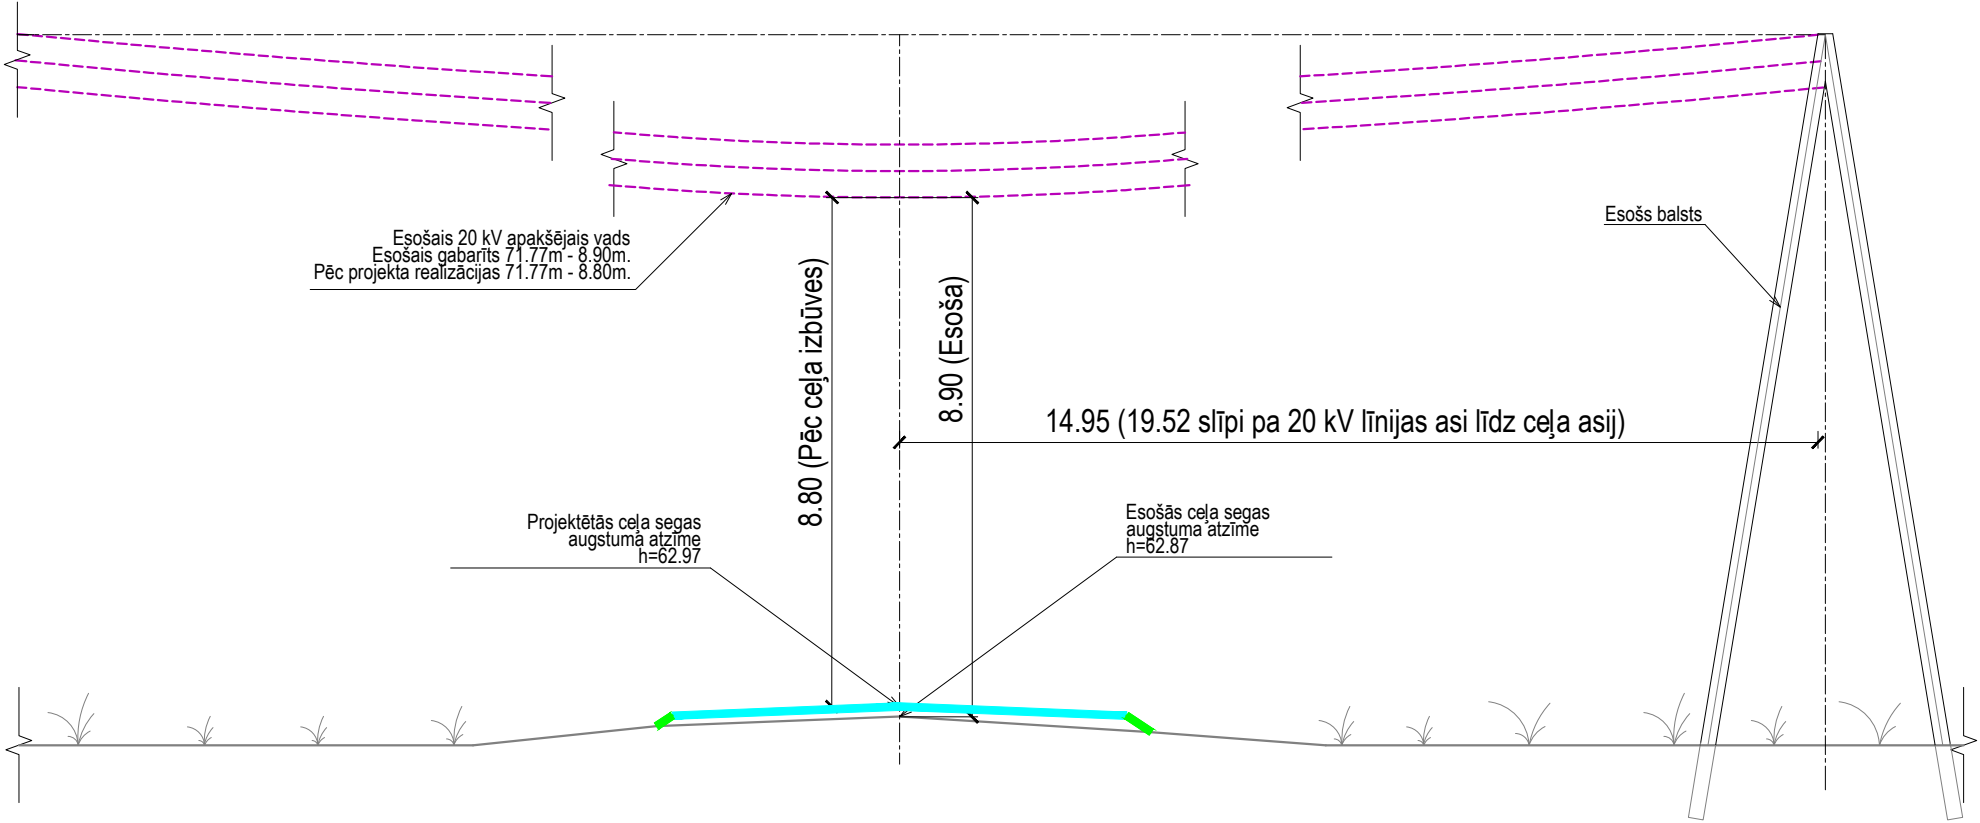 Esošais 20 kV apakšējais vads
Esošais gabarīts 71.77m - 8.90m.
Pēc projekta realizācijas 71.77m - 8.80m.
Esošs balsts
8.80 (Pēc ceļa izbūves)
8.90 (Esoša)
14.95 (19.52 slīpi pa 20 kV līnijas asi līdz ceļa asij)
Projektētās ceļa segas
augstuma atzīme
h=62.97
Esošās ceļa segas
augstuma atzīme
h=62.87